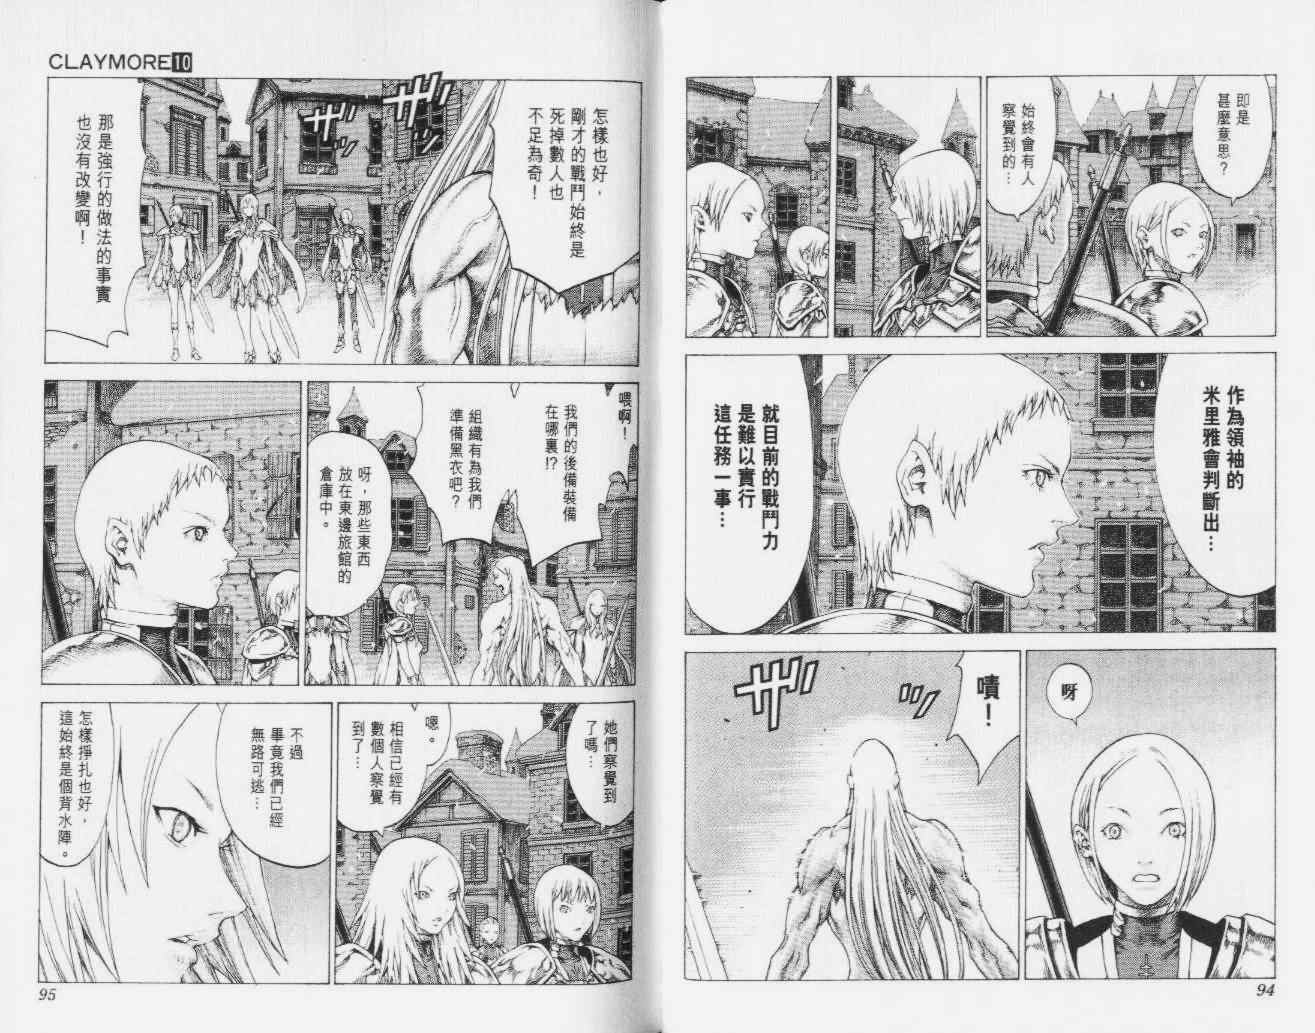 CLAYMORE10
即是
甚麼意思?
始終會有人
察覺到的…
作為領袖的
米里雅會判斷出…
就目前的戰鬥力
是難以實行
這任務一事…
呀
嘖!
ザッ
94
怎樣也好,
剛才的戰鬥始終是
死掉數人也
不足為奇!
ザッ
ザッ
那是強行的做法的事實
也沒有改變啊!
喂啊!
我們的後備裝備
在哪裏!?
組織有為我們
準備黑衣吧?
呀,那些東西
放在東邊旅館的
倉庫中。
她們察覺到
了嗎…
嗯。
相信已經有
數個人察覺
到了…
不過
畢竟我們已經
無路可逃…
怎樣掙扎也好,
這始終是個背水陣。
95